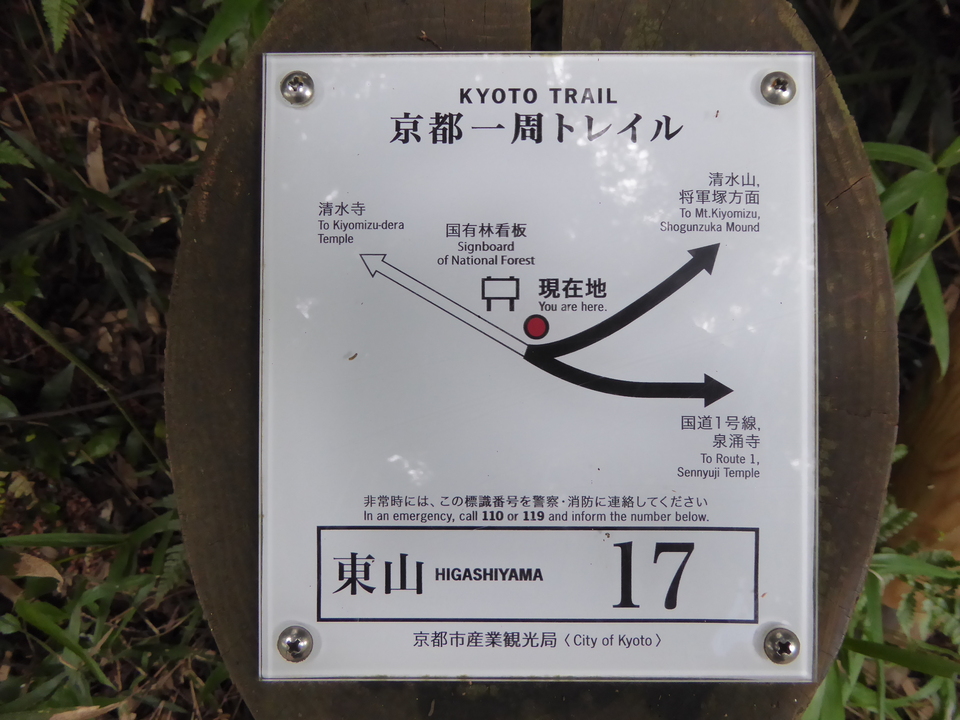 KYOTO TRAIL
京都一周トレイル
清水山,
将軍塚方面
To Mt.Kiyomizu,
Shogunzuka Mound
清水寺
To Kiyomizu-dera
Temple
国有林看板
Signboard
of National Forest
現在地
You are here.
国道1号線,
泉涌寺
To Route 1,
Sennyuji Temple
非常時には、この標識番号を警察・消防に連絡してください
In an emergency, call 110 or 119 and inform the number below.
東山 HIGASHIYAMA 17
京都市産業観光局〈City of Kyoto〉